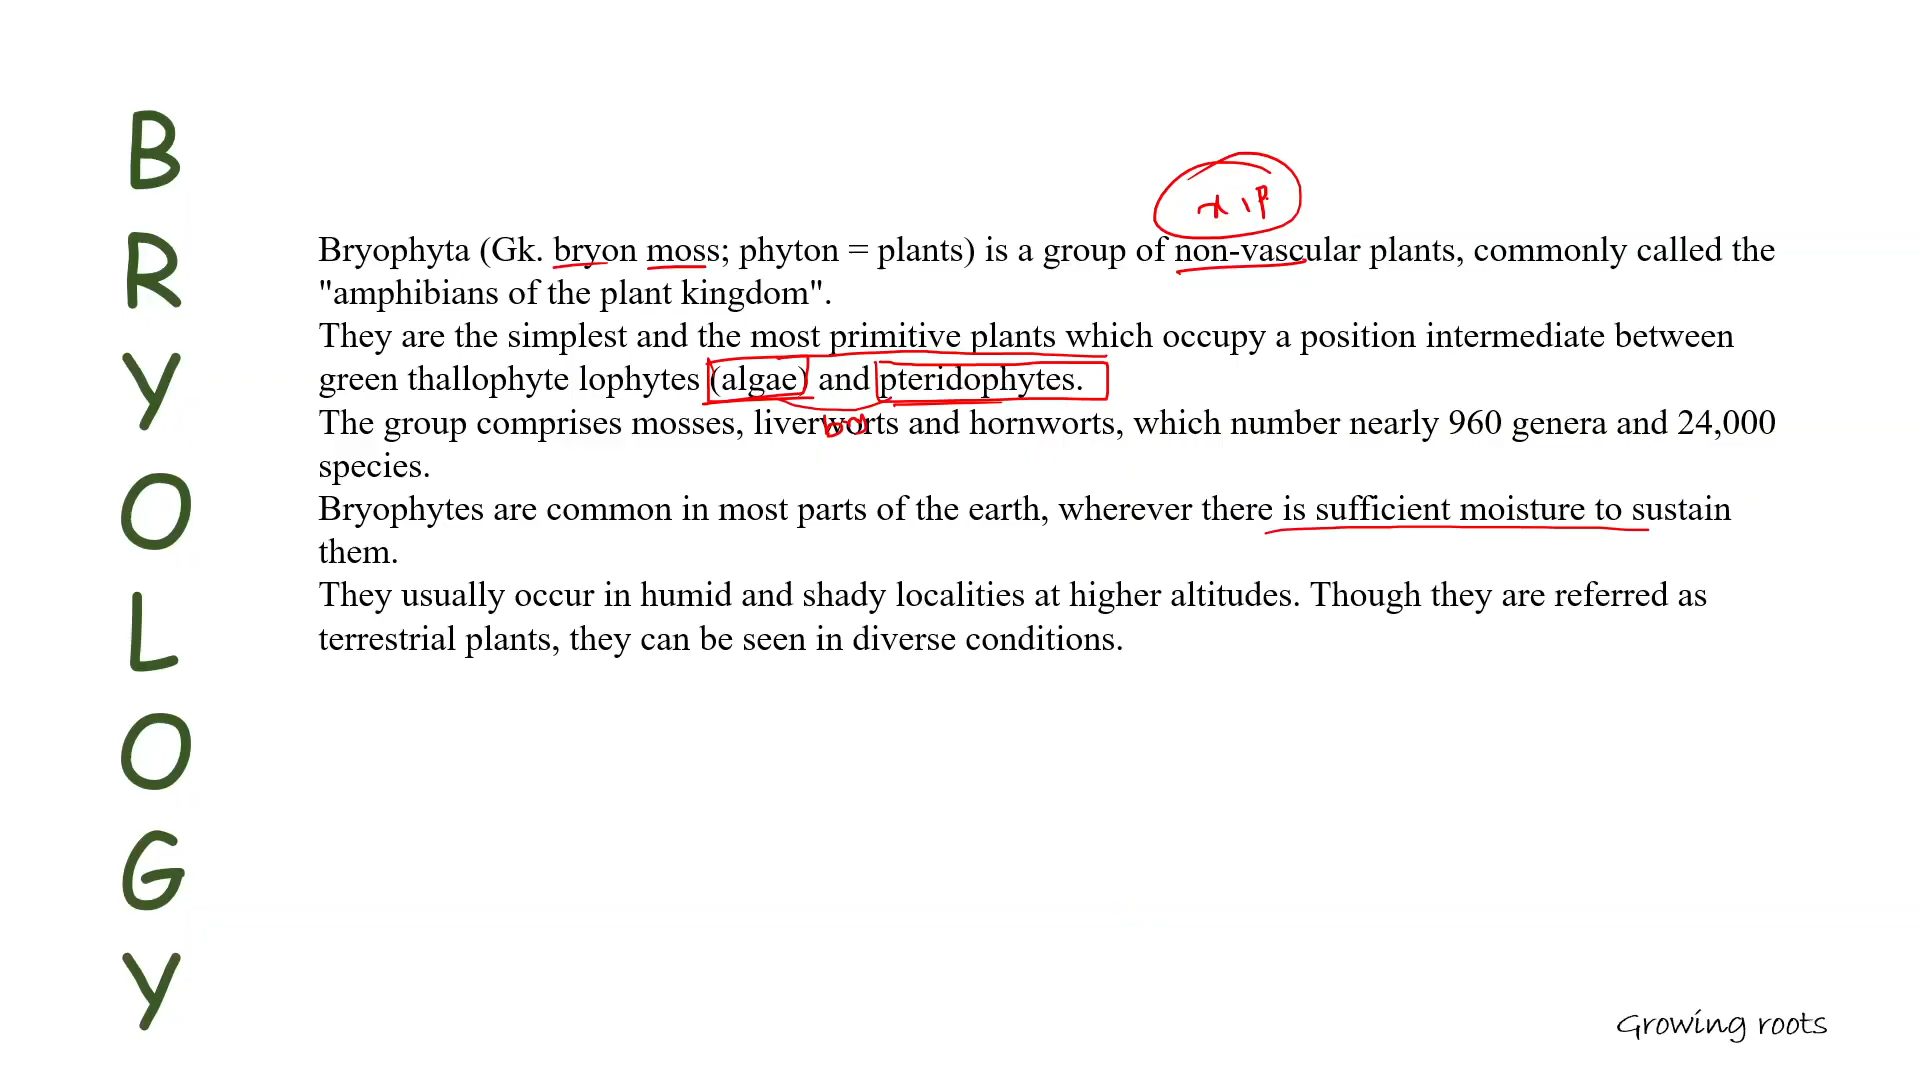 BRYOLOGY
x, P
Bryophyta (Gk. bryon moss; phyton = plants) is a group of non-vascular plants, commonly called the
"amphibians of the plant kingdom".
They are the simplest and the most primitive plants which occupy a position intermediate between
green thallophyte lophytes (algae) and pteridophytes.
The group comprises mosses, liverworts and hornworts, which number nearly 960 genera and 24,000
species.
Bryophytes are common in most parts of the earth, wherever there is sufficient moisture to sustain
them.
They usually occur in humid and shady localities at higher altitudes. Though they are referred as
terrestrial plants, they can be seen in diverse conditions.
Growing roots